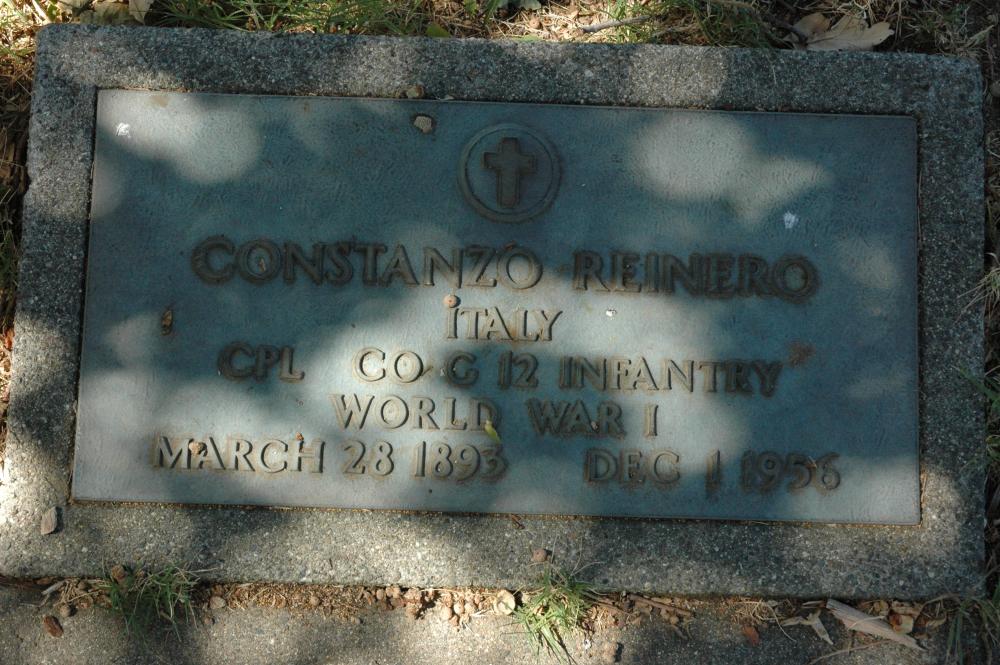 CONSTANZO REINERO
ITALY
CPL CO G 12 INFANTRY
WORLD WAR I
MARCH 28 1893 DEC 1 1956